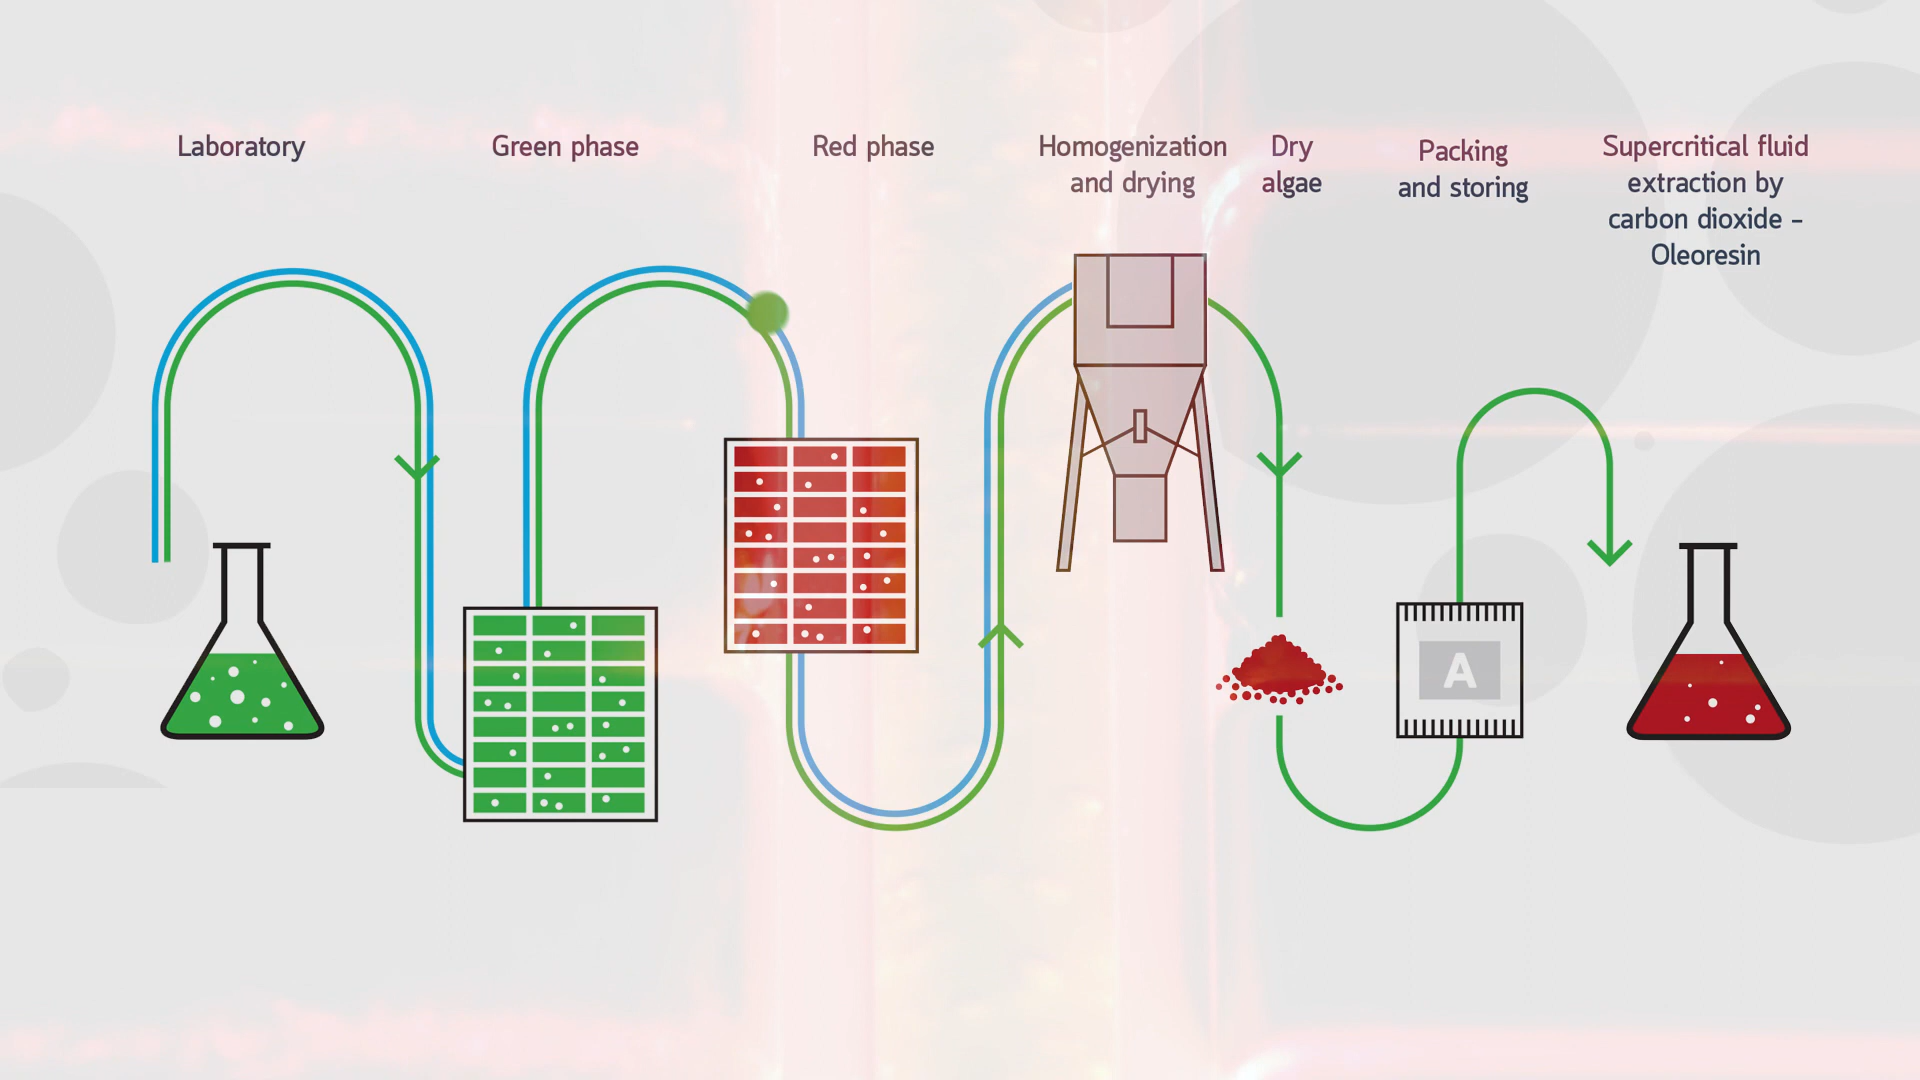 Laboratory
Green phase
Red phase
Homogenization
and drying
Dry
algae
Packing
and storing
Supercritical fluid
extraction by
carbon dioxide –
Oleoresin
A